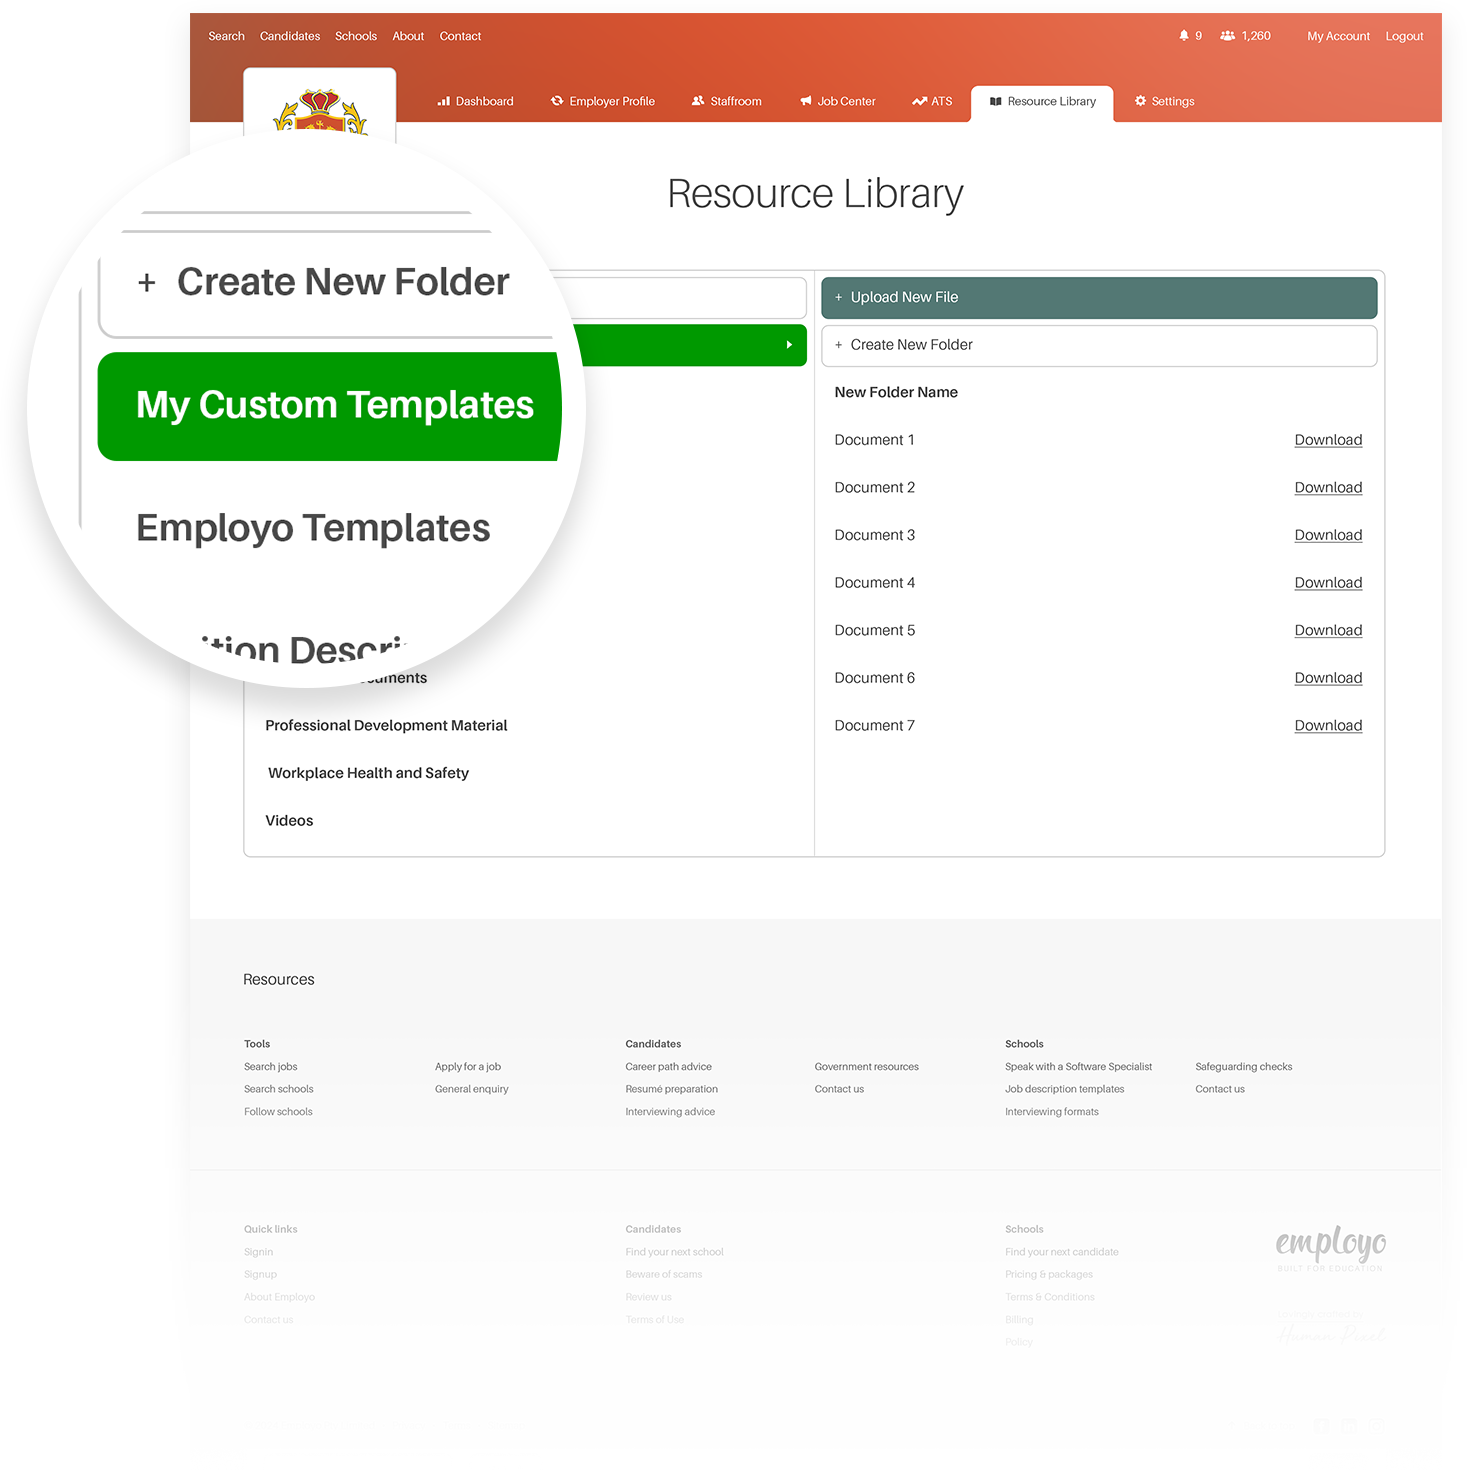 Search Candidates Schools About Contact 9 1,260 My Account Logout
Dashboard Employer Profile Staffroom Job Center ATS Resource Library Settings
Resource Library
+ Create New Folder
My Custom Templates
Employo Templates
+ Upload New File
+ Create New Folder
New Folder Name
Document 1 Download
Document 2 Download
Document 3 Download
Document 4 Download
Document 5 Download
Document 6 Download
Document 7 Download
Professional Development Material
Workplace Health and Safety
Videos
Resources
Tools Candidates Schools
Search jobs Apply for a job Career path advice Government resources Speak with a Software Specialist Safeguarding checks
Search schools General enquiry Resumé preparation Contact us Job description templates Contact us
Follow schools Interviewing advice Interviewing formats
Quick links Candidates Schools
Signin Find your next school Find your next candidate
Signup Beware of scams Pricing & packages
About Employo Review us Terms & Conditions
Contact us Terms of Use Billing
Policy
employo
BUILT FOR EDUCATION
Human Pixel